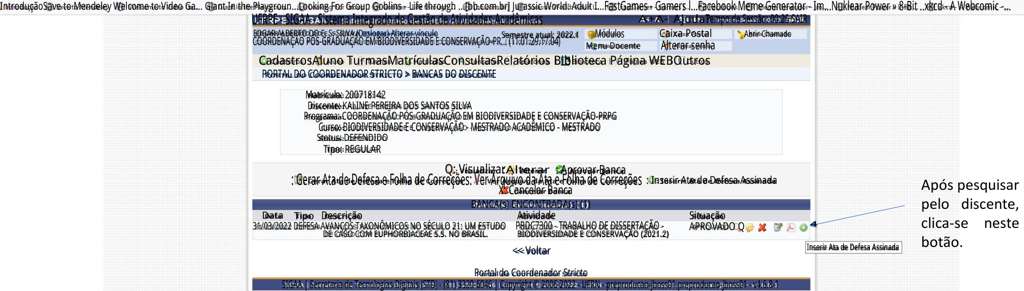 IntroduçãoSave to Mendeley Welcome to Video Ga... Giant In the Playgroun...Looking For Group Goblins - Life through ...[bb.com.br] Jurassic World: Adult I...FastGames - Gamers I...Facebook Meme Generator - Im...Nuklear Power » 8-Bit ...xkcd - A Webcomic -...
Semestre atual: 2022.1
Módulos Caixa Postal Abrir Chamado
COORDENAÇÃO PÓS-GRADUAÇÃO EM BIODIVERSIDADE E CONSERVAÇÃO-PR... (11.01.29.17.04)
Menu Docente Alterar senha
Cadastros Aluno Turmas Matrículas Consultas Relatórios Biblioteca Página WEB Outros
PORTAL DO COORDENADOR STRICTO > BANCAS DO DISCENTE
Matrícula: 200718142
Discente: KALINE PEREIRA DOS SANTOS SILVA
Programa: COORDENAÇÃO PÓS-GRADUAÇÃO EM BIODIVERSIDADE E CONSERVAÇÃO-PRPG
Curso: BIODIVERSIDADE E CONSERVAÇÃO - MESTRADO ACADÊMICO - MESTRADO
Status: DEFENDIDO
Tipo: REGULAR
: Visualizar : Alterar : Aprovar Banca
: Gerar Ata de Defesa e Folha de Correções : Ver Arquivo da Ata e Folha de Correções : Inserir Ata de Defesa Assinada
: Cancelar Banca
BANCAS ENCONTRADAS (1)
Data Tipo Descrição Atividade Situação
31/03/2022 DEFESA AVANÇOS TAXONÔMICOS NO SÉCULO 21: UM ESTUDO DE CASO COM EUPHORBIACEAE S.S. NO BRASIL. PBDC7300 - TRABALHO DE DISSERTAÇÃO - BIODIVERSIDADE E CONSERVAÇÃO (2021.2) APROVADO
Inserir Ata de Defesa Assinada
<< Voltar
Portal do Coordenador Stricto
Após pesquisar
pelo discente,
clica-se neste
botão.